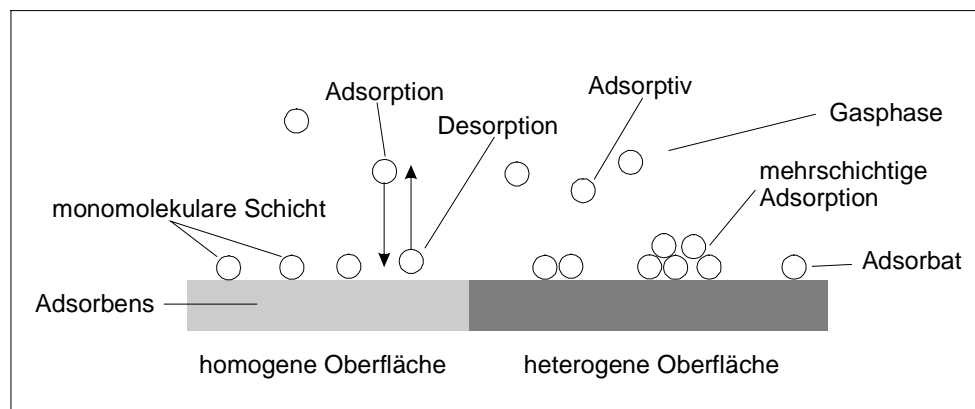 Adsorption
Adsorptiv
Desorption
Gasphase
mehrschichtige
Adsorption
monomolekulare Schicht
Adsorbat
Adsorbens
homogene Oberfläche
heterogene Oberfläche